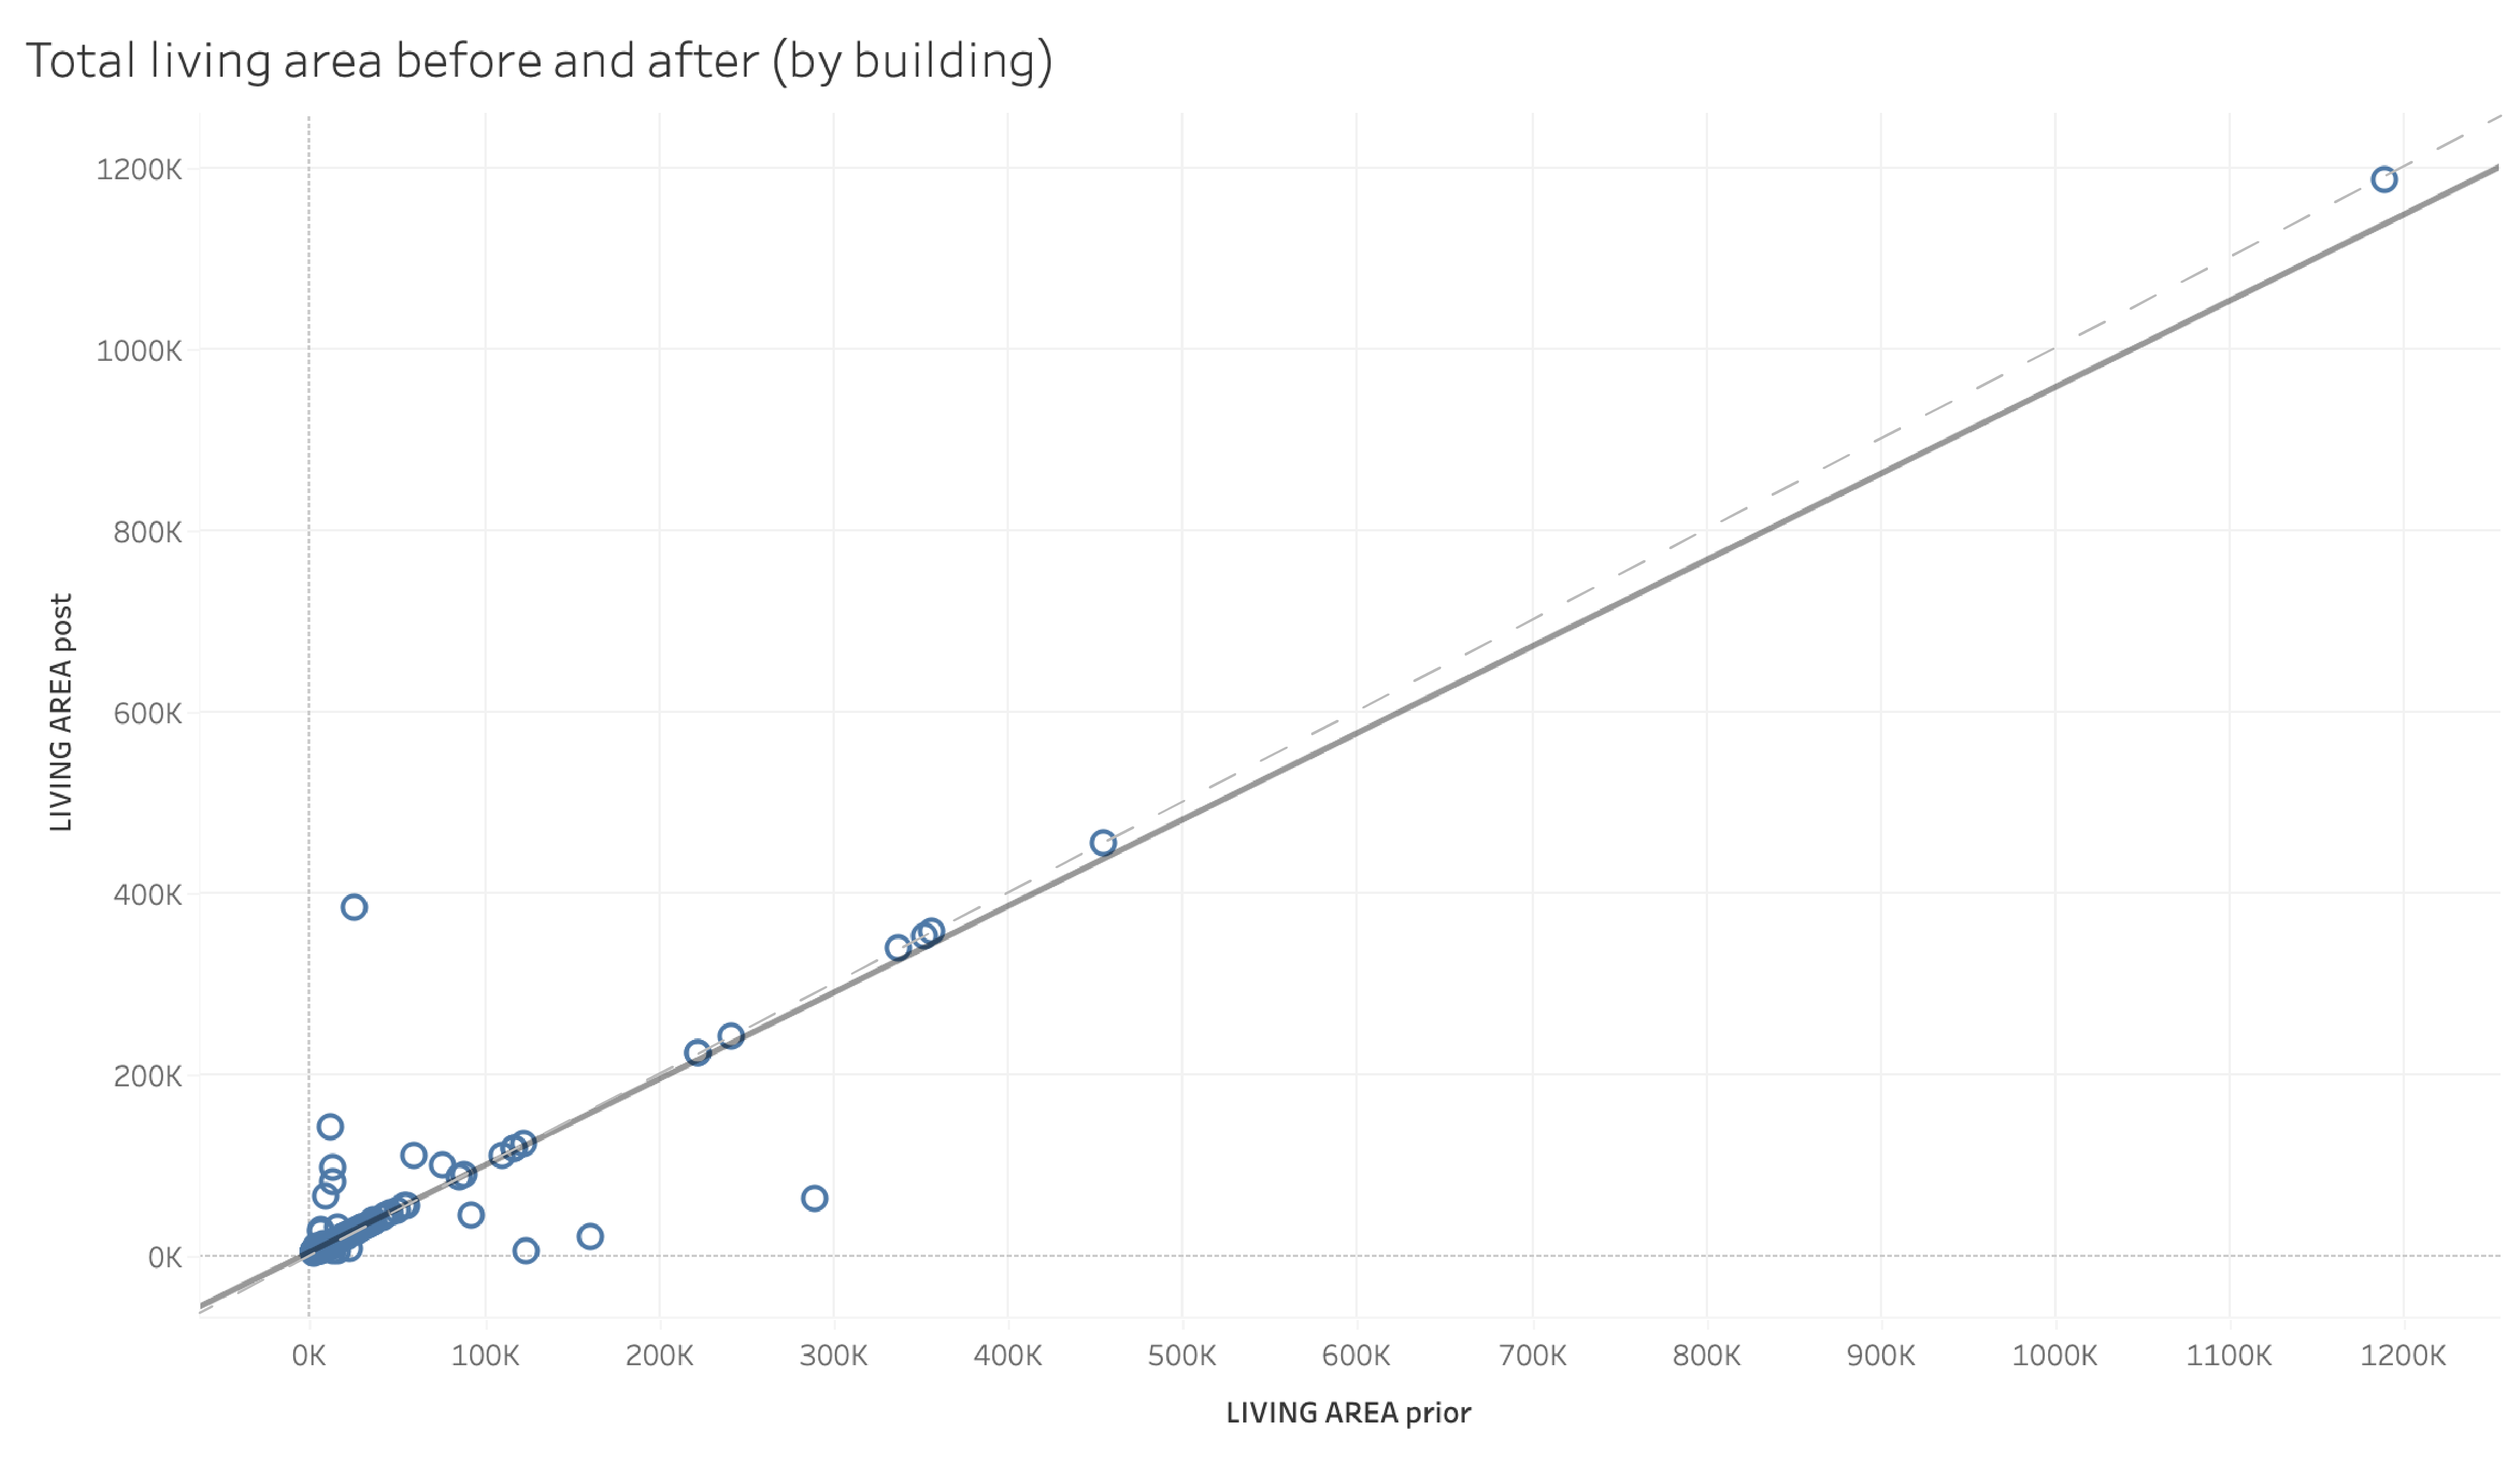 Total living area before and after (by building)
1200K
1000K
800K
600K
400K
200K
0K
LIVING AREA post
0K 100K 200K 300K 400K 500K 600K 700K 800K 900K 1000K 1100K 1200K
LIVING AREA prior